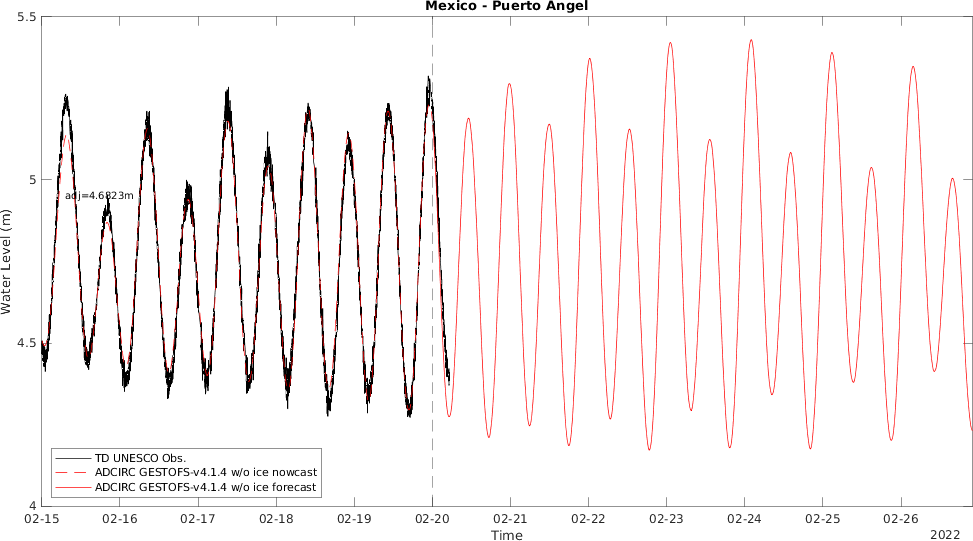 Mexico - Puerto Angel
5.5
5
4.5
4
Water Level (m)
adj=4.6323m
TD UNESCO Obs.
ADCIRC GESTOFS-v4.1.4 w/o ice nowcast
ADCIRC GESTOFS-v4.1.4 w/o ice forecast
02-15 02-16 02-17 02-18 02-19 02-20 02-21 02-22 02-23 02-24 02-25 02-26
Time
2022